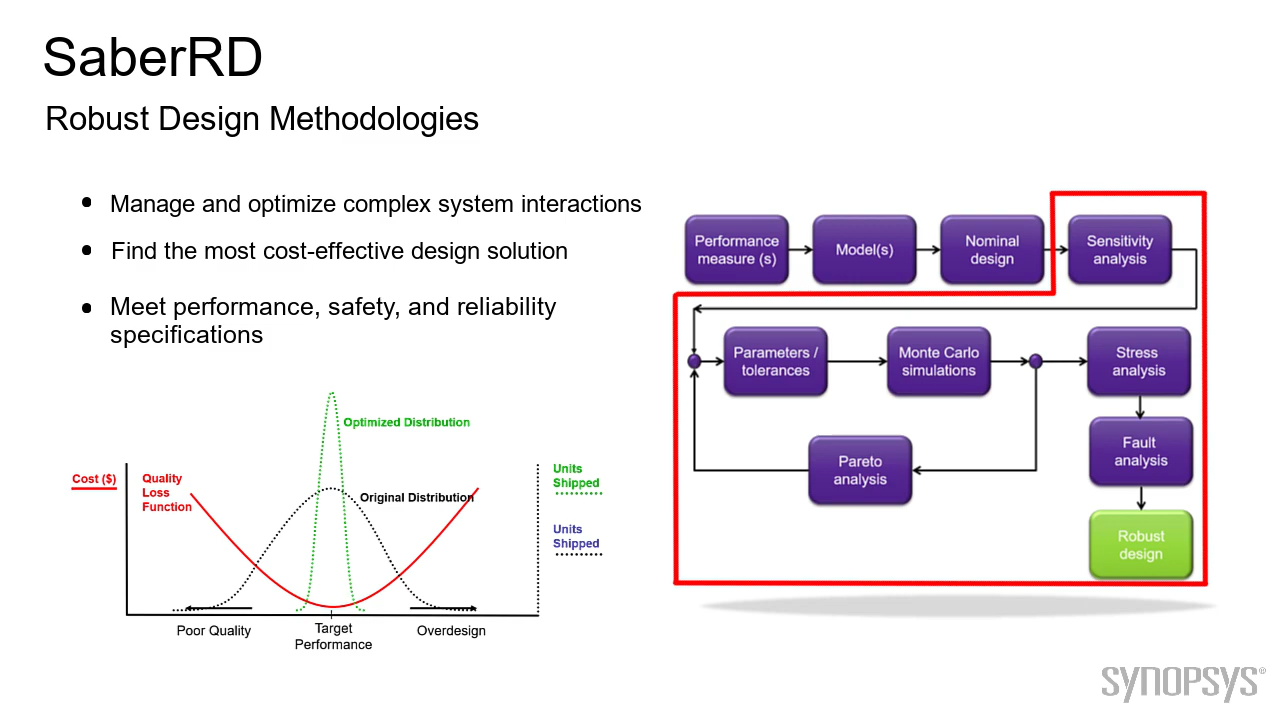 SaberRD
Robust Design Methodologies
• Manage and optimize complex system interactions
• Find the most cost-effective design solution
• Meet performance, safety, and reliability
specifications
Optimized Distribution
Cost ($)
Quality
Loss
Function
Original Distribution
Units
Shipped
Units
Shipped
Poor Quality
Target
Performance
Overdesign
Performance
measure (s)
Model(s)
Nominal
design
Sensitivity
analysis
Parameters /
tolerances
Monte Carlo
simulations
Stress
analysis
Pareto
analysis
Fault
analysis
Robust
design
SYNOPSYS®